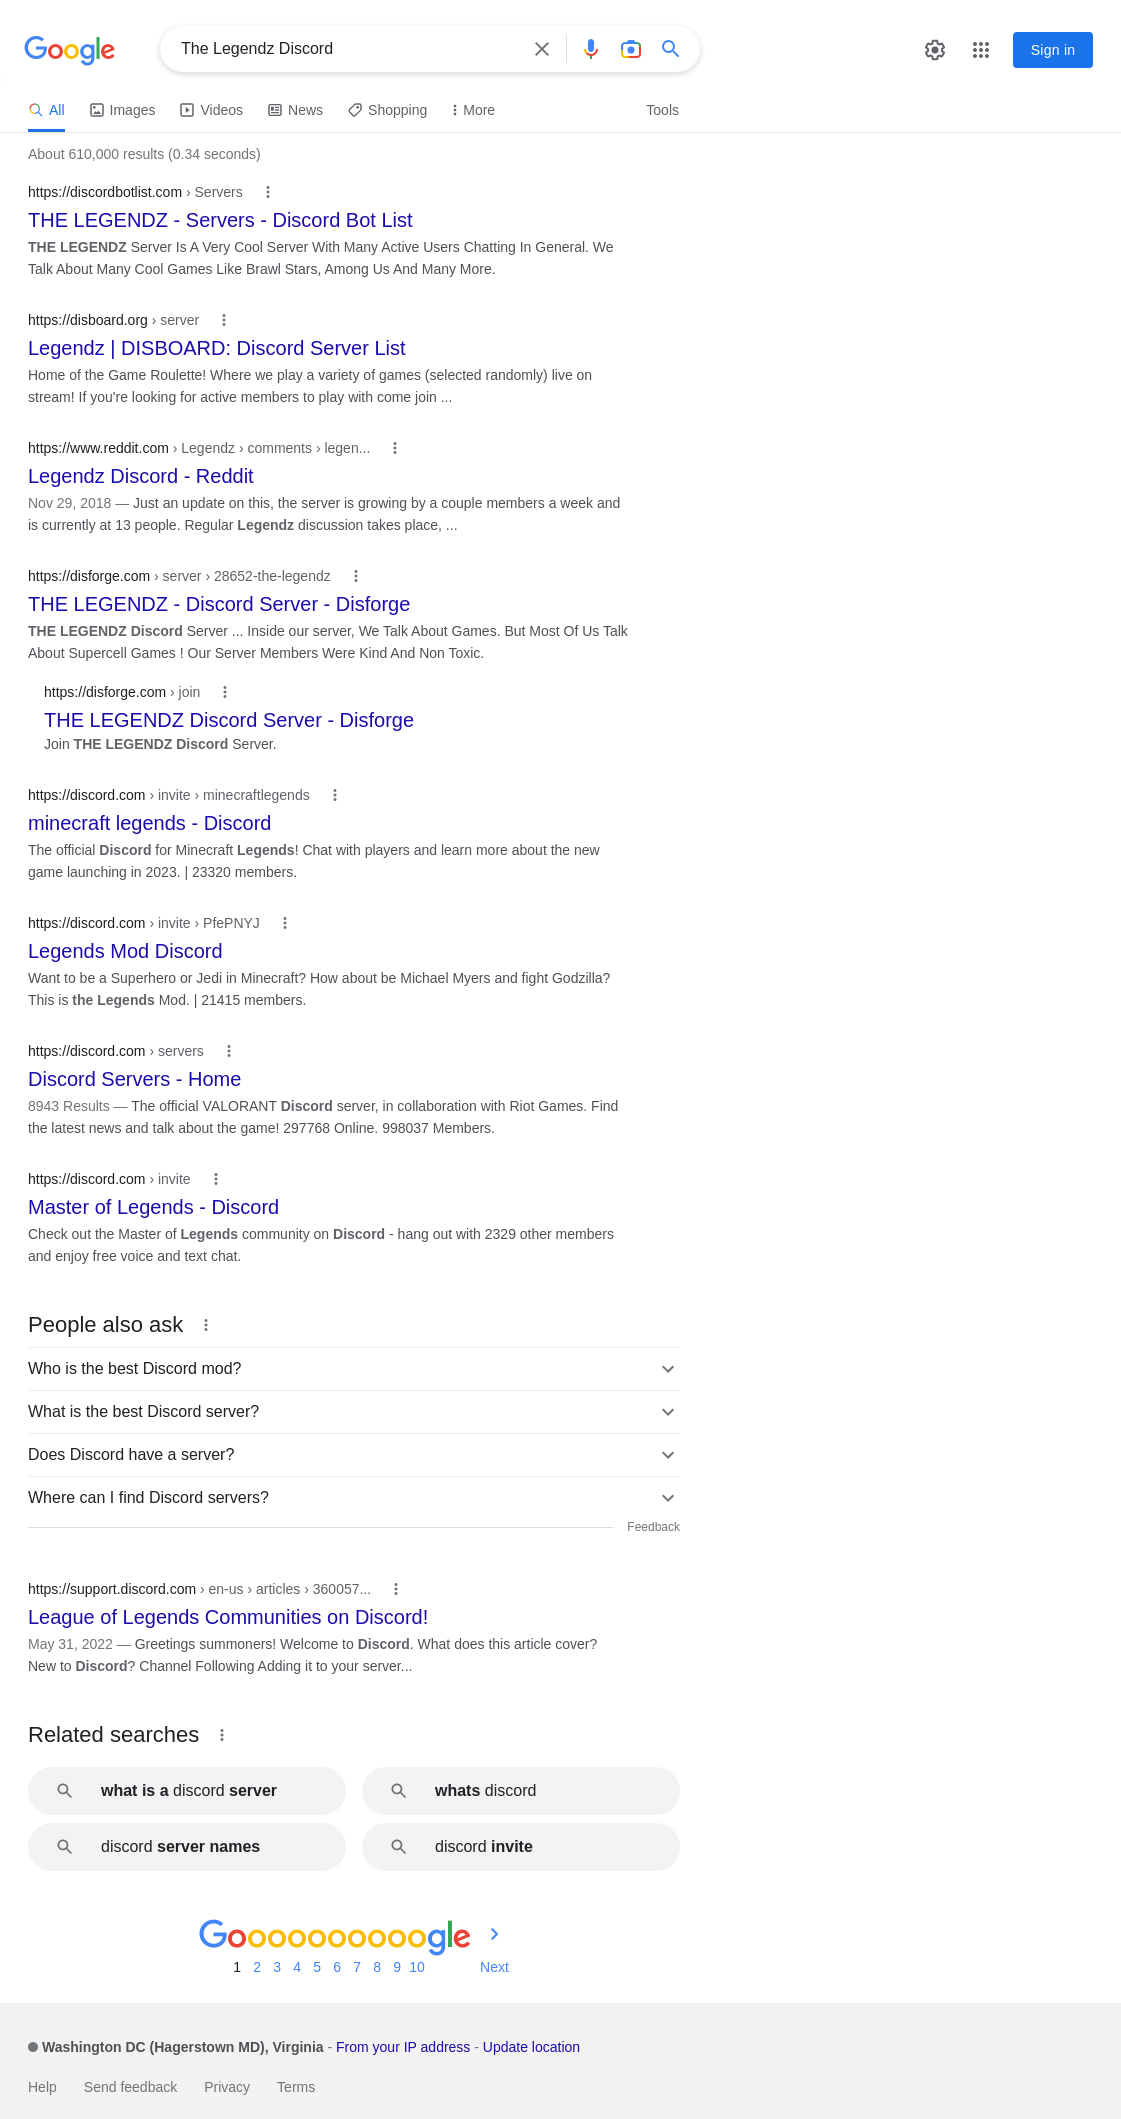 Google
The Legendz Discord
Sign in
All
Images
Videos
News
Shopping
More
Tools
About 610,000 results (0.34 seconds)
https://discordbotlist.com › Servers
THE LEGENDZ - Servers - Discord Bot List
THE LEGENDZ Server Is A Very Cool Server With Many Active Users Chatting In General. We
Talk About Many Cool Games Like Brawl Stars, Among Us And Many More.
https://disboard.org › server
Legendz | DISBOARD: Discord Server List
Home of the Game Roulette! Where we play a variety of games (selected randomly) live on
stream! If you're looking for active members to play with come join ...
https://www.reddit.com › Legendz › comments › legen...
Legendz Discord - Reddit
Nov 29, 2018 — Just an update on this, the server is growing by a couple members a week and
is currently at 13 people. Regular Legendz discussion takes place, ...
https://disforge.com › server › 28652-the-legendz
THE LEGENDZ - Discord Server - Disforge
THE LEGENDZ Discord Server ... Inside our server, We Talk About Games. But Most Of Us Talk
About Supercell Games ! Our Server Members Were Kind And Non Toxic.
https://disforge.com › join
THE LEGENDZ Discord Server - Disforge
Join THE LEGENDZ Discord Server.
https://discord.com › invite › minecraftlegends
minecraft legends - Discord
The official Discord for Minecraft Legends! Chat with players and learn more about the new
game launching in 2023. | 23320 members.
https://discord.com › invite › PfePNYJ
Legends Mod Discord
Want to be a Superhero or Jedi in Minecraft? How about be Michael Myers and fight Godzilla?
This is the Legends Mod. | 21415 members.
https://discord.com › servers
Discord Servers - Home
8943 Results — The official VALORANT Discord server, in collaboration with Riot Games. Find
the latest news and talk about the game! 297768 Online. 998037 Members.
https://discord.com › invite
Master of Legends - Discord
Check out the Master of Legends community on Discord - hang out with 2329 other members
and enjoy free voice and text chat.
People also ask
Who is the best Discord mod?
What is the best Discord server?
Does Discord have a server?
Where can I find Discord servers?
Feedback
https://support.discord.com › en-us › articles › 360057...
League of Legends Communities on Discord!
May 31, 2022 — Greetings summoners! Welcome to Discord. What does this article cover?
New to Discord? Channel Following Adding it to your server...
Related searches
what is a discord server
whats discord
discord server names
discord invite
Goooooooooogle
1 2 3 4 5 6 7 8 9 10 Next
Washington DC (Hagerstown MD), Virginia - From your IP address - Update location
Help Send feedback Privacy Terms